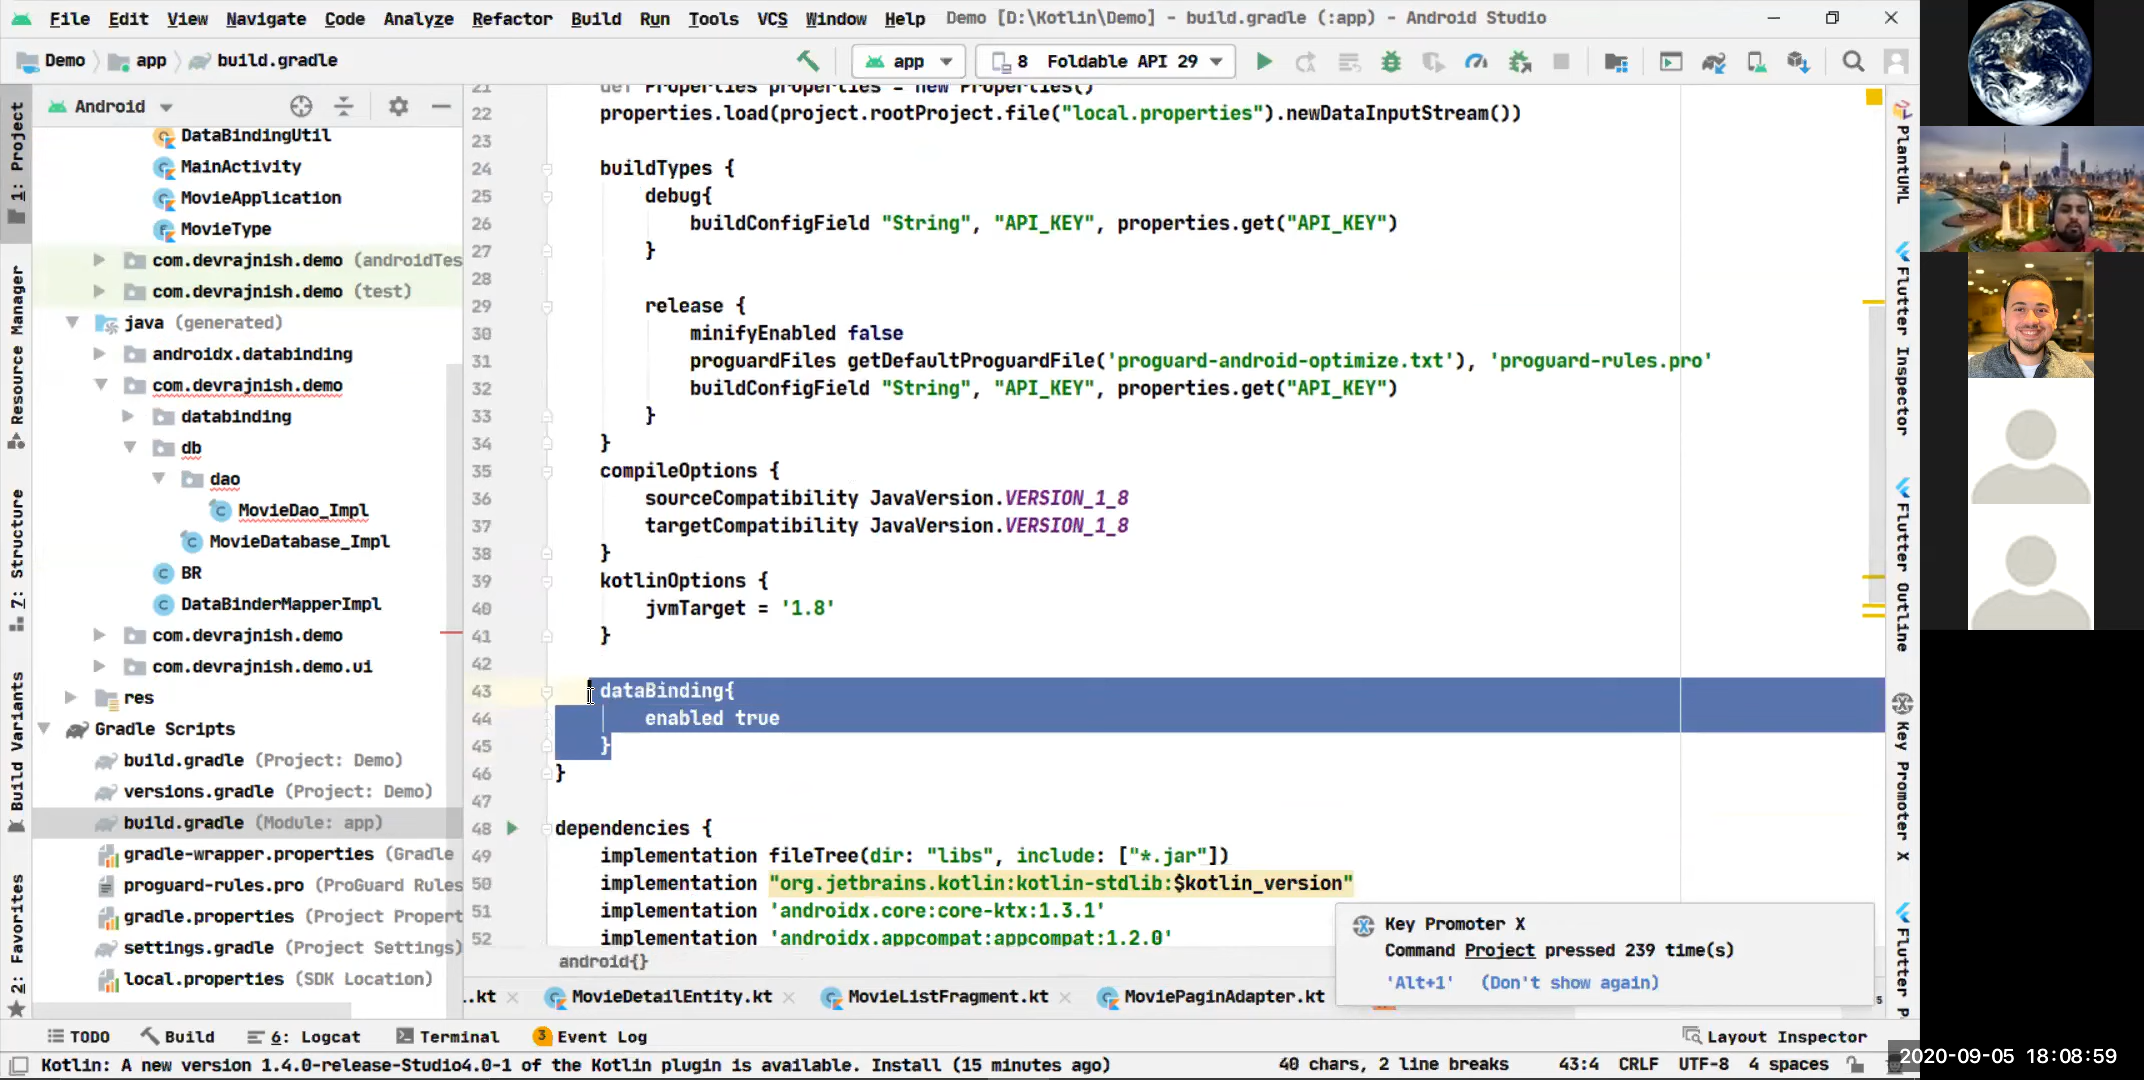 File Edit View Navigate Code Analyze Refactor Build Run Tools VCS Window Help Demo [D:\Kotlin\Demo] - build.gradle (:app) - Android Studio
Demo app build.gradle
app
8 Foldable API 29
1: Project
Resource Manager
7: Structure
Build Variants
2: Favorites
Android
DataBindingUtil
MainActivity
MovieApplication
MovieType
com.devrajnish.demo (androidTes
com.devrajnish.demo (test)
java (generated)
androidx.databinding
com.devrajnish.demo
databinding
db
dao
MovieDao_Impl
MovieDatabase_Impl
BR
DataBinderMapperImpl
com.devrajnish.demo
com.devrajnish.demo.ui
res
Gradle Scripts
build.gradle (Project: Demo)
versions.gradle (Project: Demo)
build.gradle (Module: app)
gradle-wrapper.properties (Gradle
proguard-rules.pro (ProGuard Rules
gradle.properties (Project Propert
settings.gradle (Project Settings)
local.properties (SDK Location)
21 def Properties properties = new Properties()
22 properties.load(project.rootProject.file("local.properties").newDataInputStream())
23
24 buildTypes {
25 debug{
26 buildConfigField "String", "API_KEY", properties.get("API_KEY")
27 }
28
29 release {
30 minifyEnabled false
31 proguardFiles getDefaultProguardFile('proguard-android-optimize.txt'), 'proguard-rules.pro'
32 buildConfigField "String", "API_KEY", properties.get("API_KEY")
33 }
34 }
35 compileOptions {
36 sourceCompatibility JavaVersion.VERSION_1_8
37 targetCompatibility JavaVersion.VERSION_1_8
38 }
39 kotlinOptions {
40 jvmTarget = '1.8'
41 }
42
43 dataBinding{
44 enabled true
45 }
46 }
47
48 dependencies {
49 implementation fileTree(dir: "libs", include: ["*.jar"])
50 implementation "org.jetbrains.kotlin:kotlin-stdlib:$kotlin_version"
51 implementation 'androidx.core:core-ktx:1.3.1'
52 implementation 'androidx.appcompat:appcompat:1.2.0'
android{}
Key Promoter X
Command Project pressed 239 time(s)
'Alt+1' (Don't show again)
..kt MovieDetailEntity.kt MovieListFragment.kt MoviePaginAdapter.kt
5
PlantUML
Flutter Inspector
Flutter Outline
Key Promoter X
Flutter P
TODO Build 6: Logcat Terminal 3 Event Log Layout Inspector
Kotlin: A new version 1.4.0-release-Studio4.0-1 of the Kotlin plugin is available. Install (15 minutes ago) 40 chars, 2 line breaks 43:4 CRLF UTF-8 4 spaces
2020-09-05 18:08:59